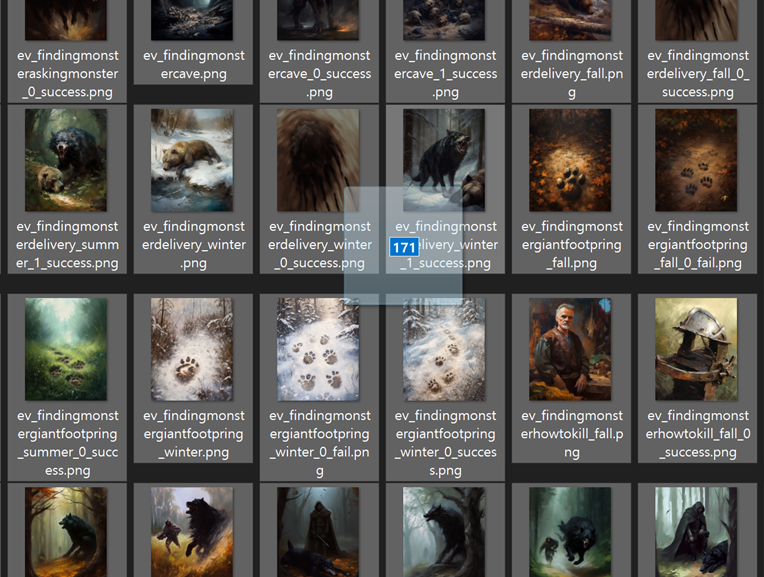 ev_findingmonst
eraskingmonster
_0_success.png
ev_findingmonst
ercave.png
ev_findingmonst
ercave_0_success
.png
ev_findingmonst
ercave_1_success
.png
ev_findingmonst
erdelivery_fall.pn
g
ev_findingmonst
erdelivery_fall_0_
success.png
ev_findingmonst
erdelivery_summ
er_1_success.png
ev_findingmonst
erdelivery_winter
.png
ev_findingmonst
erdelivery_winter
_0_success.png
ev_findingmonst
elivery_winter
_1_success.png
171
ev_findingmonst
ergiantfootpring
_fall.png
ev_findingmonst
ergiantfootpring
_fall_0_fail.png
ev_findingmonst
ergiantfootpring
_summer_0_succ
ess.png
ev_findingmonst
ergiantfootpring
_winter.png
ev_findingmonst
ergiantfootpring
_winter_0_fail.pn
g
ev_findingmonst
ergiantfootpring
_winter_0_succes
s.png
ev_findingmonst
erhowtokill_fall.p
ng
ev_findingmonst
erhowtokill_fall_0
_success.png